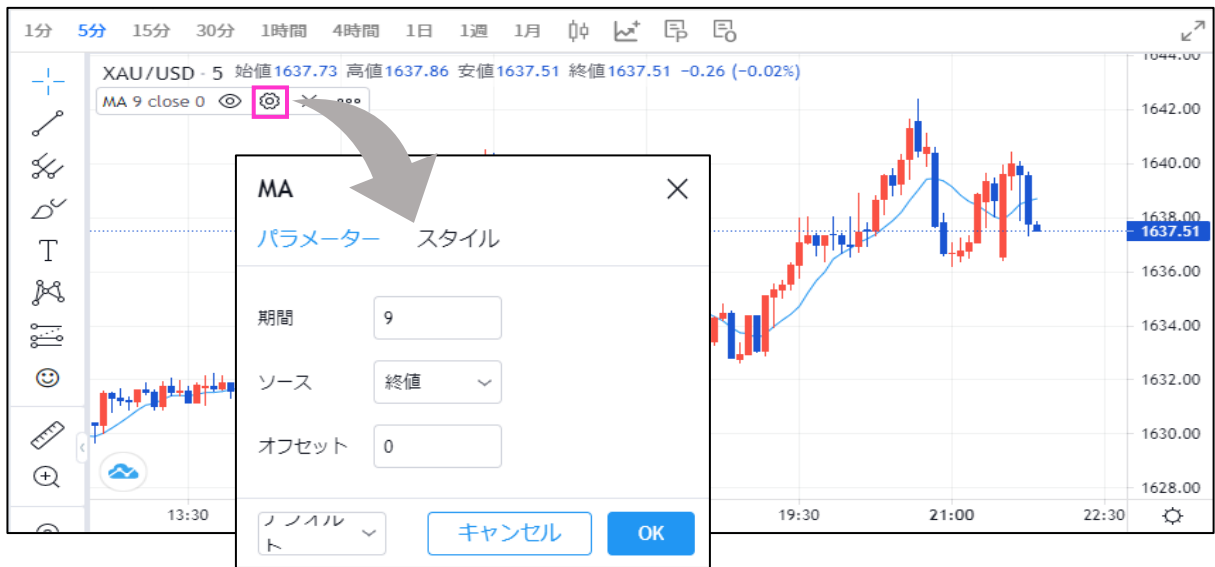 1分 5分 15分 30分 1時間 4時間 1日 1週 1月
XAU/USD · 5 始値1637.73 高値1637.86 安値1637.51 終値1637.51 −0.26 (−0.02%)
MA 9 close 0
T
MA
パラメーター スタイル
期間 9
ソース 終値
オフセット 0
キャンセル OK
1644.00
1642.00
1640.00
1638.00
1637.51
1636.00
1634.00
1632.00
1630.00
1628.00
13:30 19:30 21:00 22:30